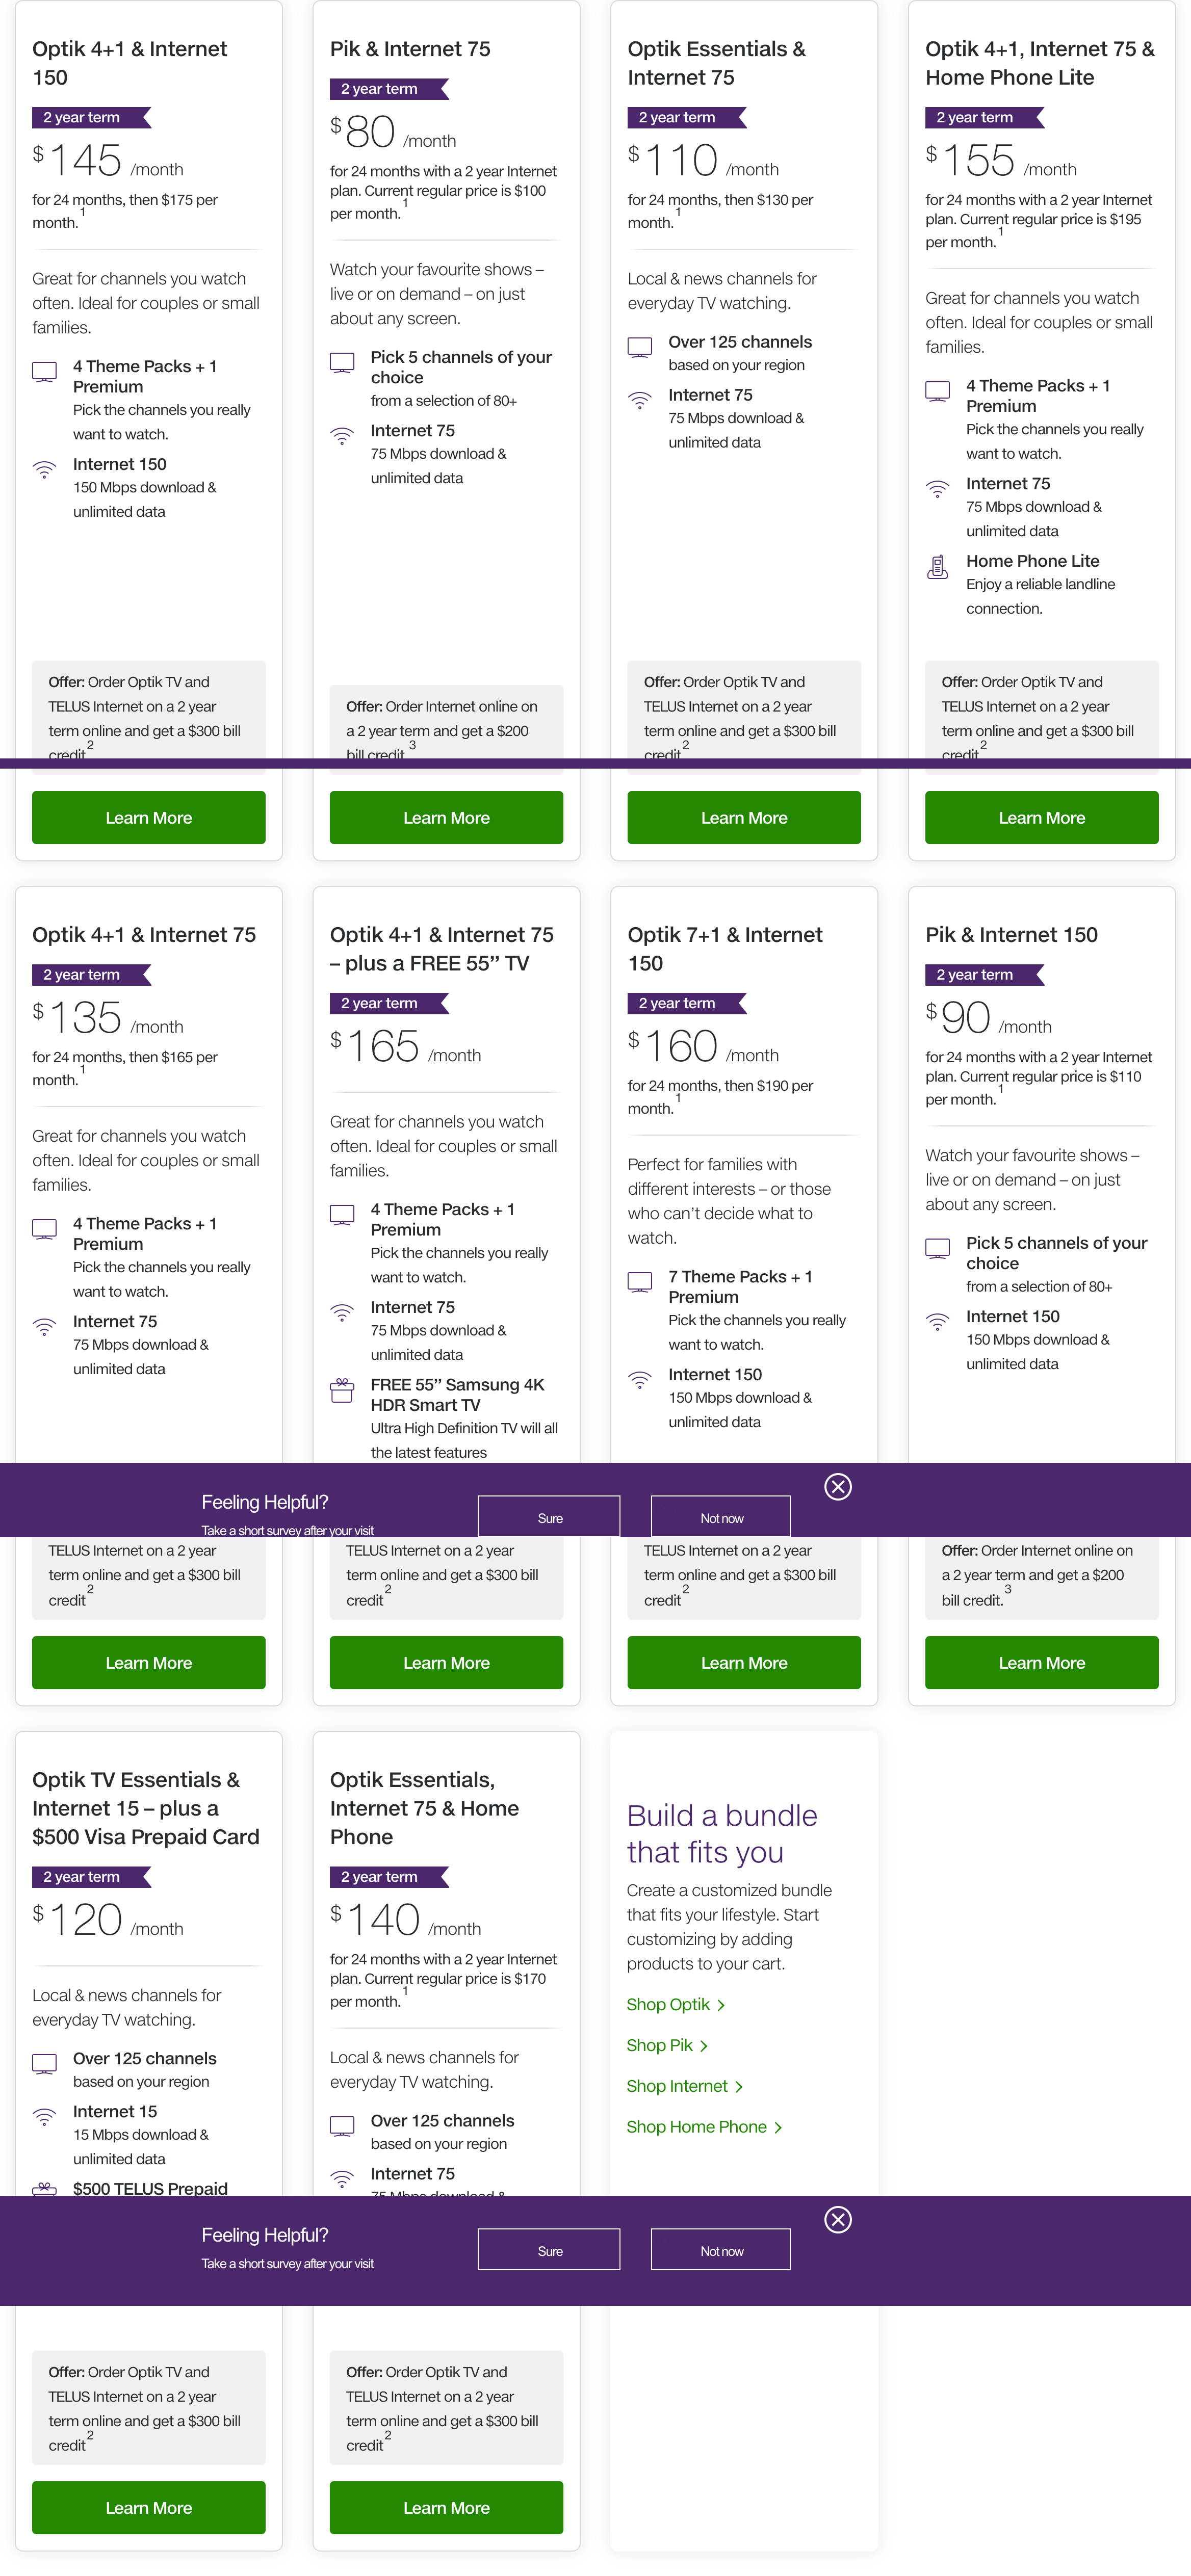 Optik 4+1 & Internet
150
2 year term
$145 /month
for 24 months, then $175 per
month.1
Great for channels you watch
often. Ideal for couples or small
families.
4 Theme Packs + 1
Premium
Pick the channels you really
want to watch.
Internet 150
150 Mbps download &
unlimited data
Offer: Order Optik TV and
TELUS Internet on a 2 year
term online and get a $300 bill
credit2
Learn More
Pik & Internet 75
2 year term
$80 /month
for 24 months with a 2 year Internet
plan. Current regular price is $100
per month.1
Watch your favourite shows –
live or on demand – on just
about any screen.
Pick 5 channels of your
choice
from a selection of 80+
Internet 75
75 Mbps download &
unlimited data
Offer: Order Internet online on
a 2 year term and get a $200
bill credit.3
Learn More
Optik Essentials &
Internet 75
2 year term
$110 /month
for 24 months, then $130 per
month.1
Local & news channels for
everyday TV watching.
Over 125 channels
based on your region
Internet 75
75 Mbps download &
unlimited data
Offer: Order Optik TV and
TELUS Internet on a 2 year
term online and get a $300 bill
credit2
Learn More
Optik 4+1, Internet 75 &
Home Phone Lite
2 year term
$155 /month
for 24 months with a 2 year Internet
plan. Current regular price is $195
per month.1
Great for channels you watch
often. Ideal for couples or small
families.
4 Theme Packs + 1
Premium
Pick the channels you really
want to watch.
Internet 75
75 Mbps download &
unlimited data
Home Phone Lite
Enjoy a reliable landline
connection.
Offer: Order Optik TV and
TELUS Internet on a 2 year
term online and get a $300 bill
credit2
Learn More
Optik 4+1 & Internet 75
2 year term
$135 /month
for 24 months, then $165 per
month.1
Great for channels you watch
often. Ideal for couples or small
families.
4 Theme Packs + 1
Premium
Pick the channels you really
want to watch.
Internet 75
75 Mbps download &
unlimited data
TELUS Internet on a 2 year
term online and get a $300 bill
credit2
Learn More
Optik 4+1 & Internet 75
– plus a FREE 55’’ TV
2 year term
$165 /month
Great for channels you watch
often. Ideal for couples or small
families.
4 Theme Packs + 1
Premium
Pick the channels you really
want to watch.
Internet 75
75 Mbps download &
unlimited data
FREE 55’’ Samsung 4K
HDR Smart TV
Ultra High Definition TV will all
the latest features
TELUS Internet on a 2 year
term online and get a $300 bill
credit2
Learn More
Optik 7+1 & Internet
150
2 year term
$160 /month
for 24 months, then $190 per
month.1
Perfect for families with
different interests – or those
who can’t decide what to
watch.
7 Theme Packs + 1
Premium
Pick the channels you really
want to watch.
Internet 150
150 Mbps download &
unlimited data
TELUS Internet on a 2 year
term online and get a $300 bill
credit2
Learn More
Pik & Internet 150
2 year term
$90 /month
for 24 months with a 2 year Internet
plan. Current regular price is $110
per month.1
Watch your favourite shows –
live or on demand – on just
about any screen.
Pick 5 channels of your
choice
from a selection of 80+
Internet 150
150 Mbps download &
unlimited data
Offer: Order Internet online on
a 2 year term and get a $200
bill credit.3
Learn More
Feeling Helpful?
Take a short survey after your visit
Sure
Not now
Optik TV Essentials &
Internet 15 – plus a
$500 Visa Prepaid Card
2 year term
$120 /month
Local & news channels for
everyday TV watching.
Over 125 channels
based on your region
Internet 15
15 Mbps download &
unlimited data
$500 TELUS Prepaid
Offer: Order Optik TV and
TELUS Internet on a 2 year
term online and get a $300 bill
credit2
Learn More
Optik Essentials,
Internet 75 & Home
Phone
2 year term
$140 /month
for 24 months with a 2 year Internet
plan. Current regular price is $170
per month.1
Local & news channels for
everyday TV watching.
Over 125 channels
based on your region
Internet 75
75 Mbps download &
Offer: Order Optik TV and
TELUS Internet on a 2 year
term online and get a $300 bill
credit2
Learn More
Build a bundle
that fits you
Create a customized bundle
that fits your lifestyle. Start
customizing by adding
products to your cart.
Shop Optik
Shop Pik
Shop Internet
Shop Home Phone
Feeling Helpful?
Take a short survey after your visit
Sure
Not now